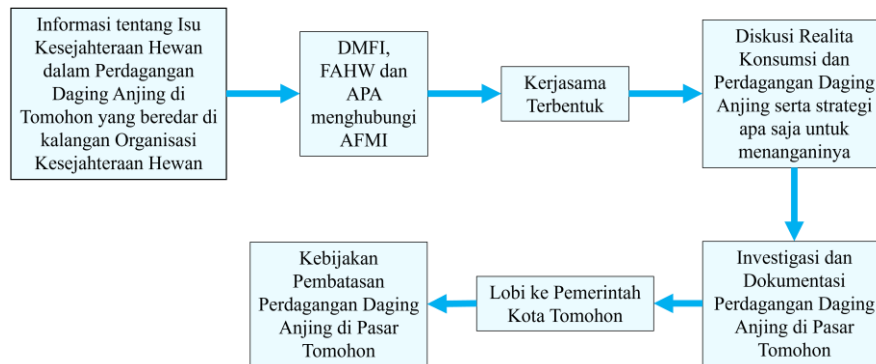 Informasi tentang Isu
Kesejahteraan Hewan
dalam Perdagangan
Daging Anjing di
Tomohon yang beredar di
kalangan Organisasi
Kesejahteraan Hewan
DMFI,
FAHW dan
APA
menghubungi
AFMI
Kerjasama
Terbentuk
Diskusi Realita
Konsumsi dan
Perdagangan Daging
Anjing serta strategi
apa saja untuk
menanganinya
Investigasi dan
Dokumentasi
Perdagangan Daging
Anjing di Pasar
Tomohon
Lobi ke Pemerintah
Kota Tomohon
Kebijakan
Pembatasan
Perdagangan Daging
Anjing di Pasar
Tomohon